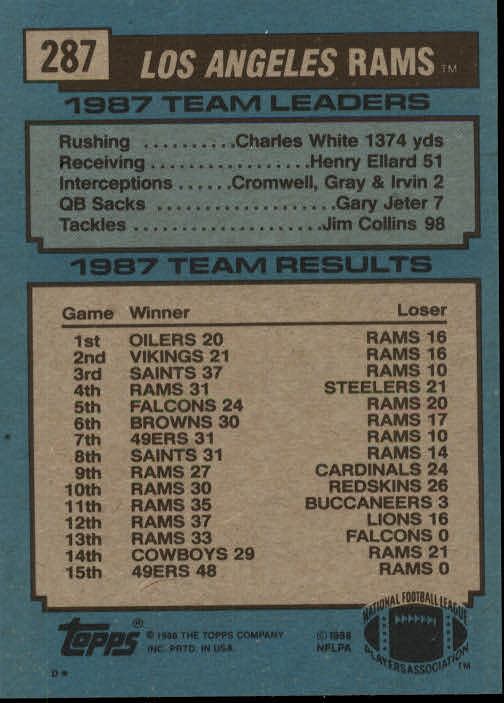 287
LOS ANGELES RAMS TM
1987 TEAM LEADERS
Rushing ..........Charles White 1374 yds
Receiving..................Henry Ellard 51
Interceptions ......Cromwell, Gray & Irvin 2
QB Sacks .....................Gary Jeter 7
Tackles .......................Jim Collins 98
1987 TEAM RESULTS
Game Winner Loser
1st OILERS 20 RAMS 16
2nd VIKINGS 21 RAMS 16
3rd SAINTS 37 RAMS 10
4th RAMS 31 STEELERS 21
5th FALCONS 24 RAMS 20
6th BROWNS 30 RAMS 17
7th 49ERS 31 RAMS 10
8th SAINTS 31 RAMS 14
9th RAMS 27 CARDINALS 24
10th RAMS 30 REDSKINS 26
11th RAMS 35 BUCCANEERS 3
12th RAMS 37 LIONS 16
13th RAMS 33 FALCONS 0
14th COWBOYS 29 RAMS 21
15th 49ERS 48 RAMS 0
topps® © 1988 THE TOPPS COMPANY
INC. PRTD. IN U.S.A.
© 1988
NFLPA
NATIONAL FOOTBALL LEAGUE
PLAYERS ASSOCIATION TM
D*